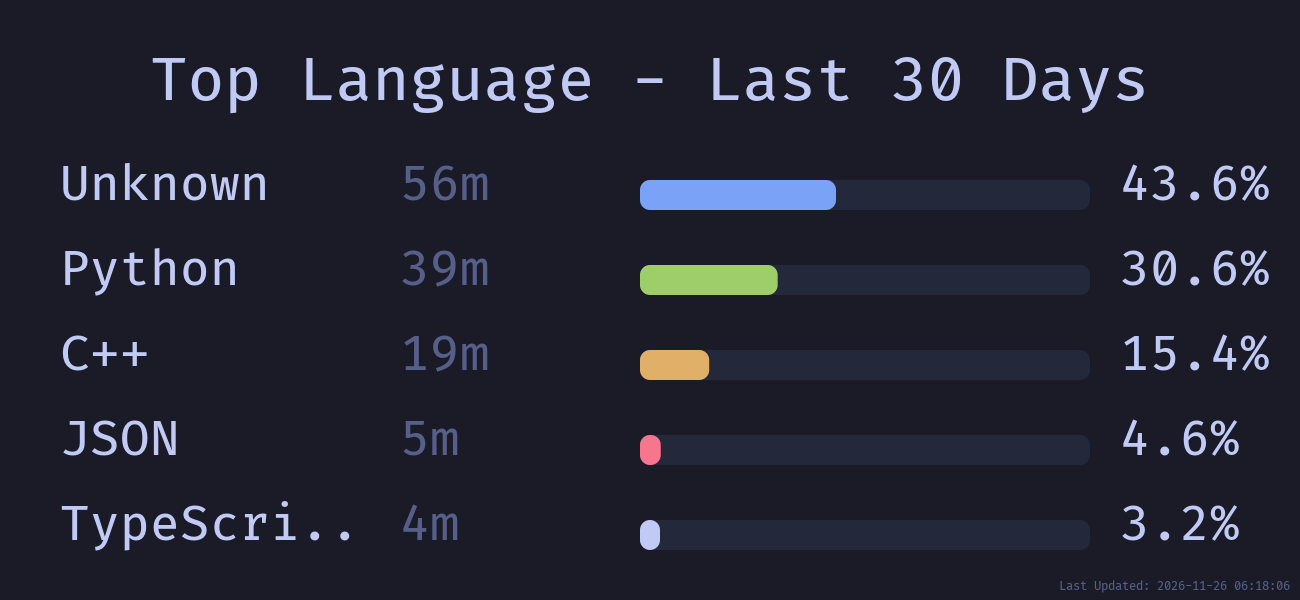 Top Language - Last 30 Days
Unknown 56m 43.6%
Python 39m 30.6%
C++ 19m 15.4%
JSON 5m 4.6%
TypeScri.. 4m 3.2%
Last Updated: 2026-11-26 06:18:06